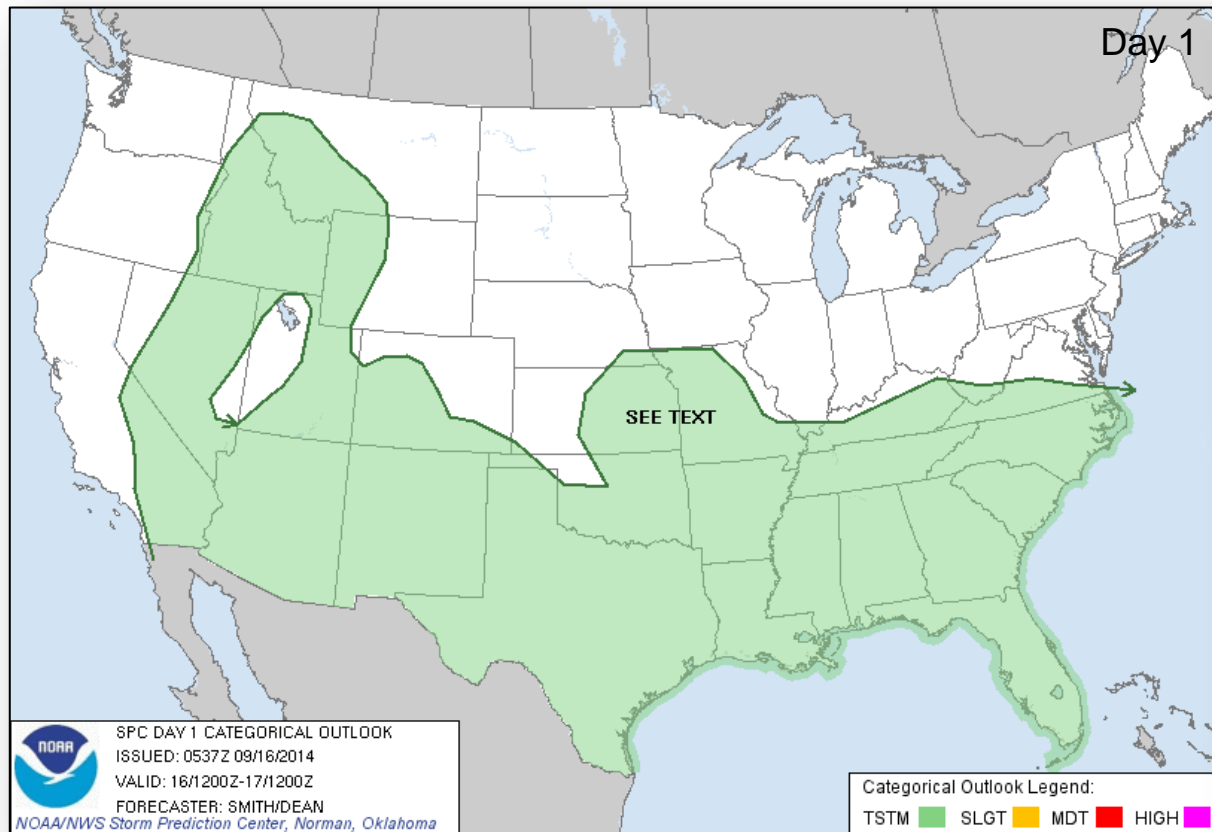 Day 1
SEE TEXT
NOAA
SPC DAY 1 CATEGORICAL OUTLOOK
ISSUED: 0537Z 09/16/2014
VALID: 16/1200Z-17/1200Z
FORECASTER: SMITH/DEAN
NOAA/NWS Storm Prediction Center, Norman, Oklahoma
Categorical Outlook Legend:
TSTM SLGT MDT HIGH